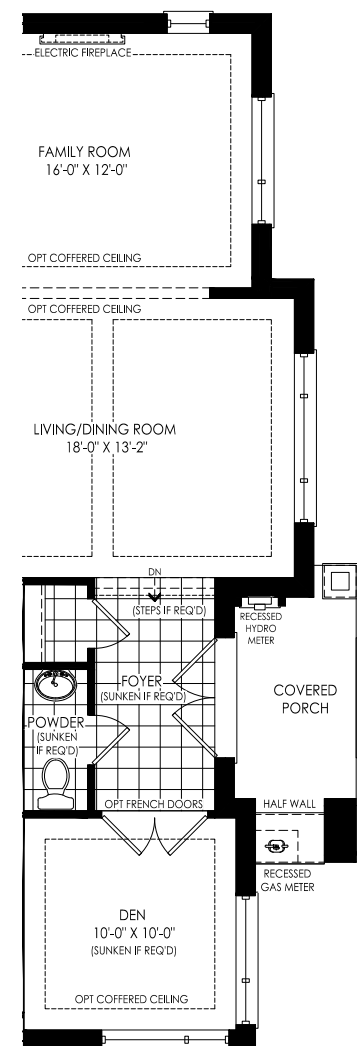 ELECTRIC FIREPLACE
FAMILY ROOM
16'-0" X 12'-0"
OPT COFFERED CEILING
OPT COFFERED CEILING
LIVING/DINING ROOM
18'-0" X 13'-2"
DN
(STEPS IF REQ'D)
RECESSED
HYDRO
METER
FOYER
(SUNKEN IF REQ'D)
COVERED
PORCH
POWDER
(SUNKEN
IF REQ'D)
OPT FRENCH DOORS
HALF WALL
RECESSED
GAS METER
DEN
10'-0" X 10'-0"
(SUNKEN IF REQ'D)
OPT COFFERED CEILING